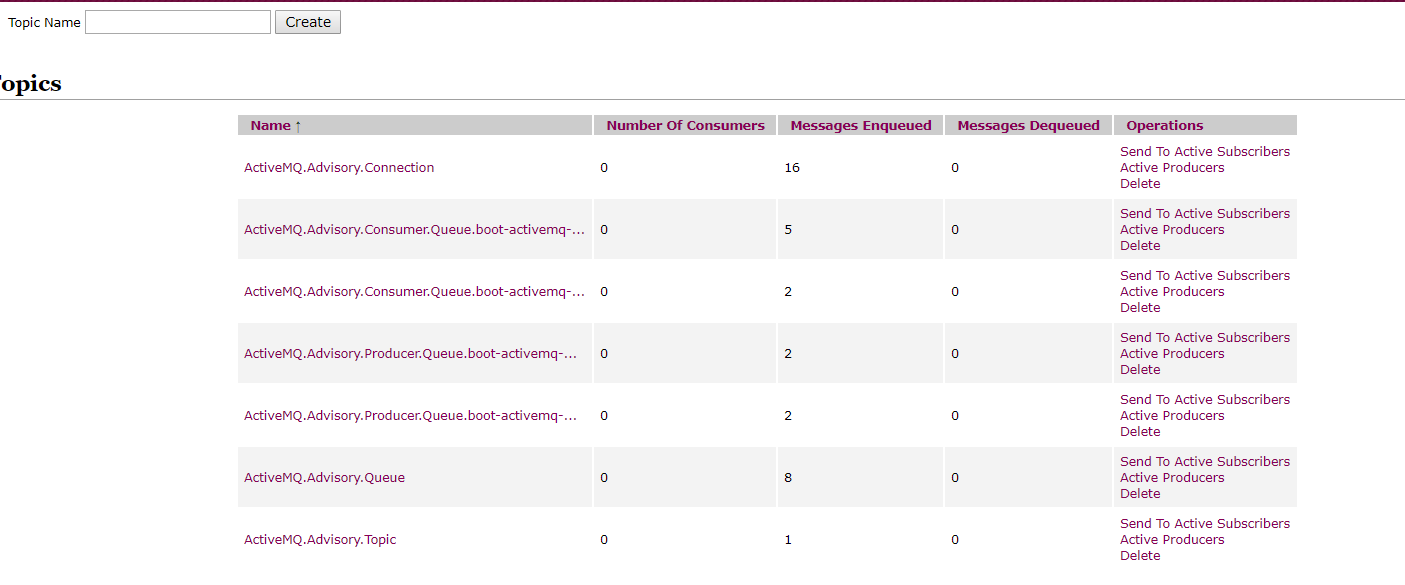 Topic Name Create
Topics
Name ↑ Number Of Consumers Messages Enqueued Messages Dequeued Operations
ActiveMQ.Advisory.Connection 0 16 0 Send To Active Subscribers
Active Producers
Delete
ActiveMQ.Advisory.Consumer.Queue.boot-activemq-... 0 5 0 Send To Active Subscribers
Active Producers
Delete
ActiveMQ.Advisory.Consumer.Queue.boot-activemq-... 0 2 0 Send To Active Subscribers
Active Producers
Delete
ActiveMQ.Advisory.Producer.Queue.boot-activemq-... 0 2 0 Send To Active Subscribers
Active Producers
Delete
ActiveMQ.Advisory.Producer.Queue.boot-activemq-... 0 2 0 Send To Active Subscribers
Active Producers
Delete
ActiveMQ.Advisory.Queue 0 8 0 Send To Active Subscribers
Active Producers
Delete
ActiveMQ.Advisory.Topic 0 1 0 Send To Active Subscribers
Active Producers
Delete